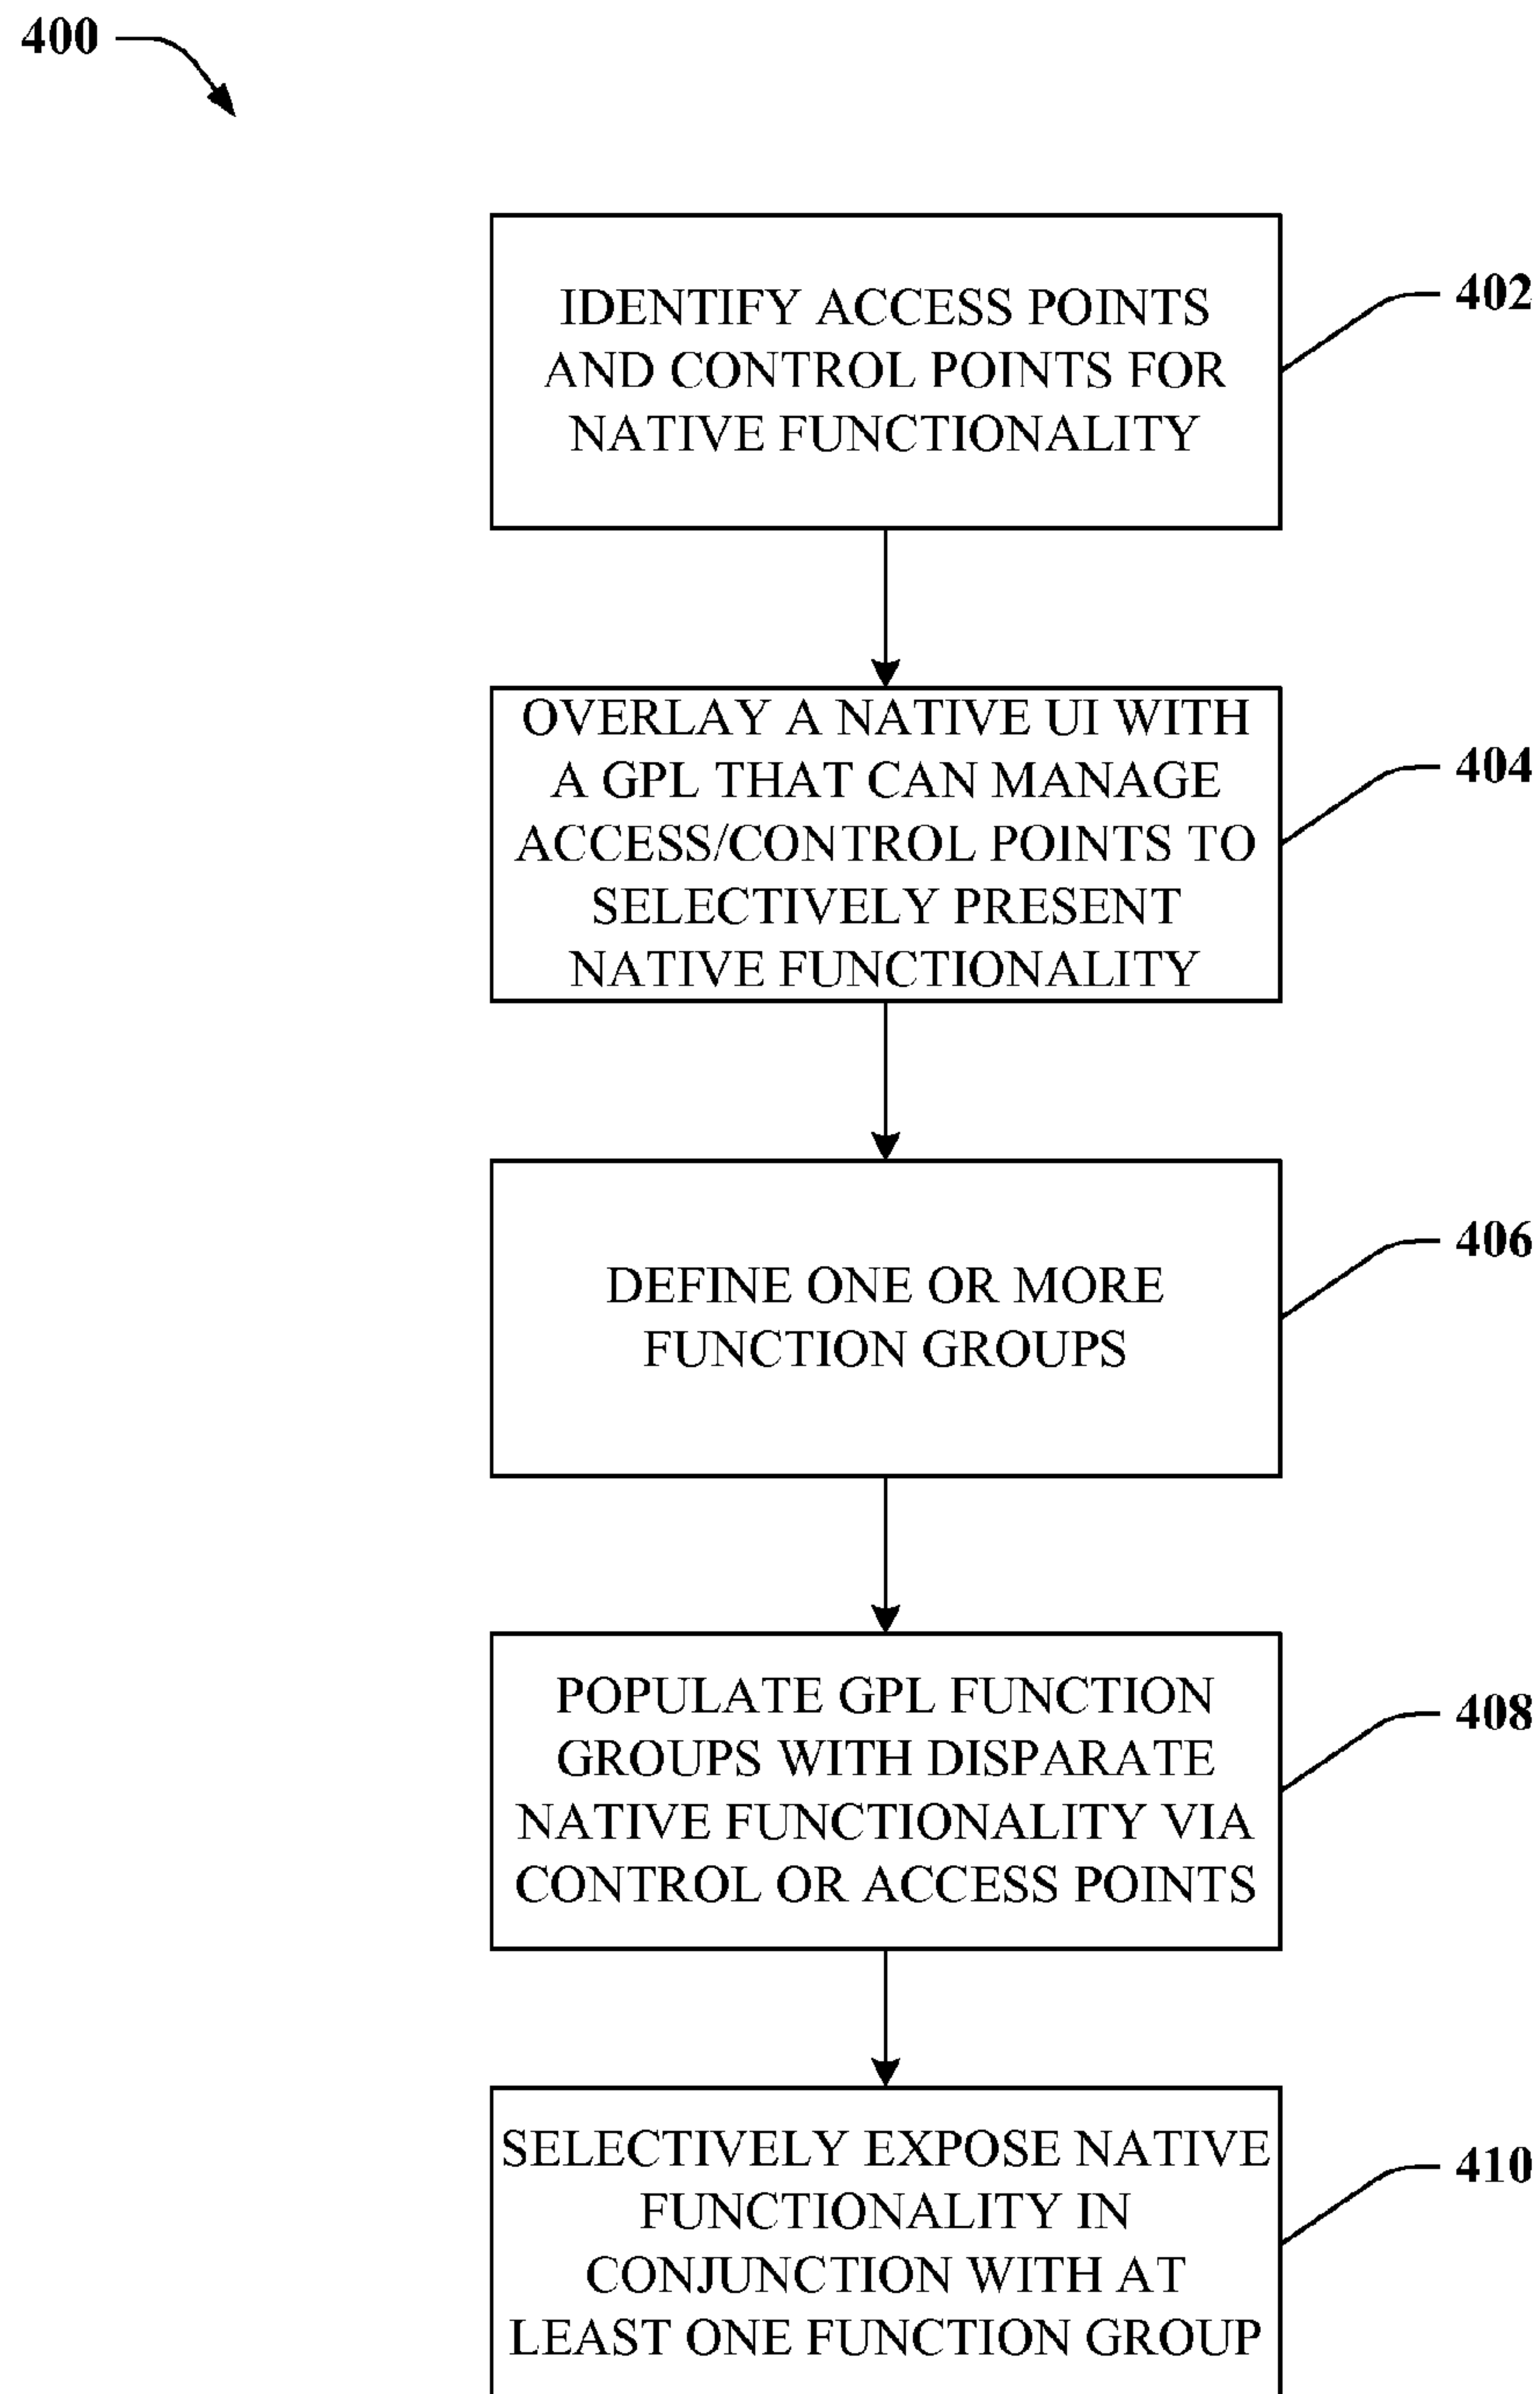 400
IDENTIFY ACCESS POINTS
AND CONTROL POINTS FOR
NATIVE FUNCTIONALITY
402
OVERLAY A NATIVE UI WITH
A GPL THAT CAN MANAGE
ACCESS/CONTROL POINTS TO
SELECTIVELY PRESENT
NATIVE FUNCTIONALITY
404
DEFINE ONE OR MORE
FUNCTION GROUPS
406
POPULATE GPL FUNCTION
GROUPS WITH DISPARATE
NATIVE FUNCTIONALITY VIA
CONTROL OR ACCESS POINTS
408
SELECTIVELY EXPOSE NATIVE
FUNCTIONALITY IN
CONJUNCTION WITH AT
LEAST ONE FUNCTION GROUP
410